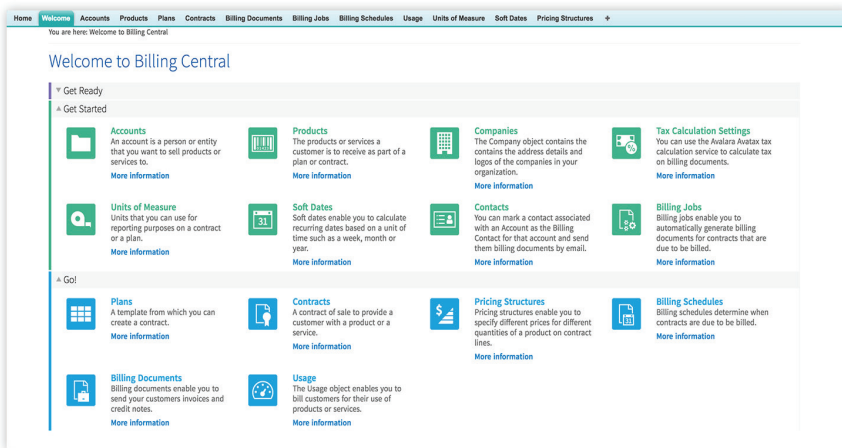 Home Welcome Accounts Products Plans Contracts Billing Documents Billing Jobs Billing Schedules Usage Units of Measure Soft Dates Pricing Structures +
You are here: Welcome to Billing Central
Welcome to Billing Central
Get Ready
Get Started
Accounts
An account is a person or entity
that you want to sell products or
services to.
More information
Products
The products or services a
customer is to receive as part of a
plan or contract.
More information
Companies
The Company object contains the
contains the address details and
logos of the companies in your
organization.
More information
Tax Calculation Settings
You can use the Avalara Avatax tax
calculation service to calculate tax
on billing documents.
More information
Units of Measure
Units that you can use for
reporting purposes on a contract
or a plan.
More information
31
Soft Dates
Soft dates enable you to calculate
recurring dates based on a unit of
time such as a week, month or
year.
More information
Contacts
You can mark a contact associated
with an Account as the Billing
Contact for that account and send
them billing documents by email.
More information
Billing Jobs
Billing jobs enable you to
automatically generate billing
documents for contracts that are
due to be billed.
More information
Go!
Plans
A template from which you can
create a contract.
More information
Contracts
A contract of sale to provide a
customer with a product or a
service.
More information
$
Pricing Structures
Pricing structures enable you to
specify different prices for different
quantities of a product on contract
lines.
More information
31
Billing Schedules
Billing schedules determine when
contracts are due to be billed.
More information
Billing Documents
Billing documents enable you to
send your customers invoices and
credit notes.
More information
Usage
The Usage object enables you to
bill customers for their use of
products or services.
More information